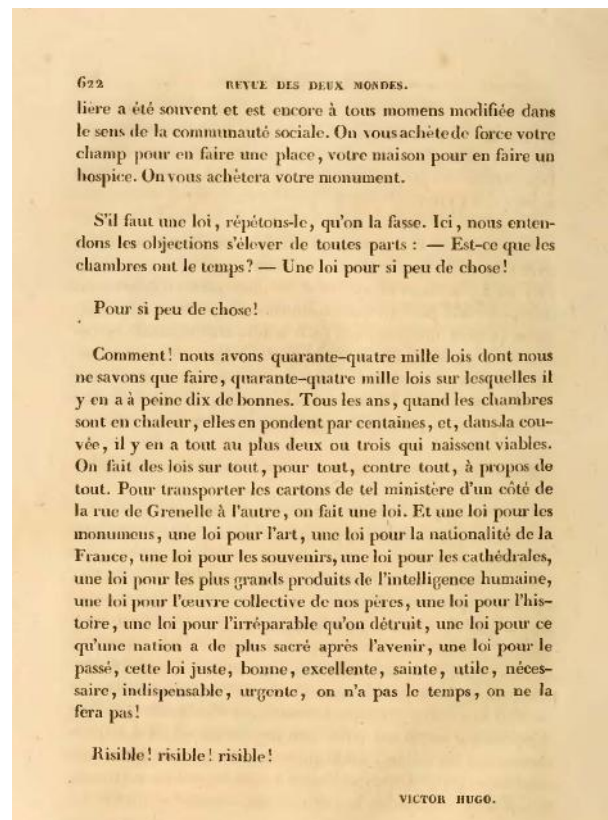 622 REVUE DES DEUX MONDES.
lière a été souvent et est encore à tous momens modifiée dans
le sens de la communauté sociale. On vous achète de force votre
champ pour en faire une place, votre maison pour en faire un
hospice. On vous achètera votre monument.
S'il faut une loi, répétons-le, qu'on la fasse. Ici, nous enten-
dons les objections s'élever de toutes parts : — Est-ce que les
chambres ont le temps? — Une loi pour si peu de chose!
Pour si peu de chose!
Comment! nous avons quarante-quatre mille lois dont nous
ne savons que faire, quarante-quatre mille lois sur lesquelles il
y en a à peine dix de bonnes. Tous les ans, quand les chambres
sont en chaleur, elles en pondent par centaines, et, dans la cou-
vée, il y en a tout au plus deux ou trois qui naissent viables.
On fait des lois sur tout, pour tout, contre tout, à propos de
tout. Pour transporter les cartons de tel ministère d'un côté de
la rue de Grenelle à l'autre, on fait une loi. Et une loi pour les
monumens, une loi pour l'art, une loi pour la nationalité de la
France, une loi pour les souvenirs, une loi pour les cathédrales,
une loi pour les plus grands produits de l'intelligence humaine,
une loi pour l'œuvre collective de nos pères, une loi pour l'his-
toire, une loi pour l'irréparable qu'on détruit, une loi pour ce
qu'une nation a de plus sacré après l'avenir, une loi pour le
passé, cette loi juste, bonne, excellente, sainte, utile, néces-
saire, indispensable, urgente, on n'a pas le temps, on ne la
fera pas!
Risible! risible! risible!
VICTOR HUGO.